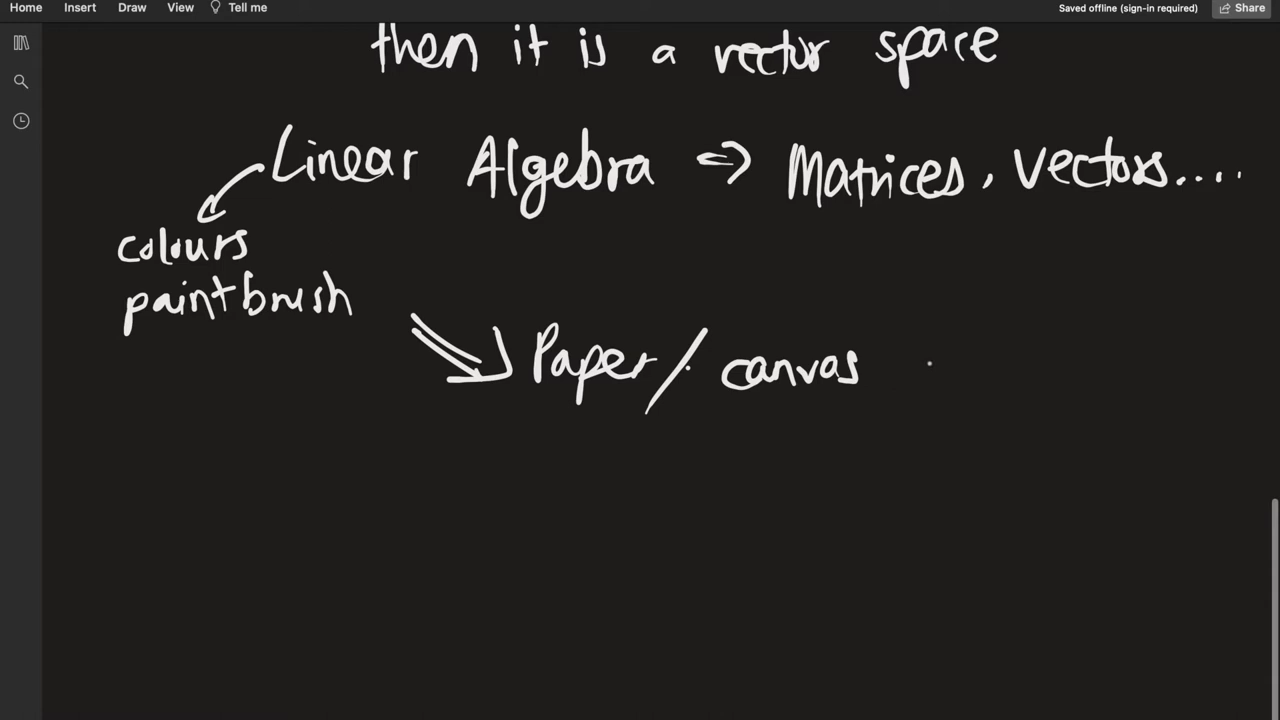 Home Insert Draw View Tell me Saved offline (sign-in required) Share
then it is a vector space
Linear Algebra => Matrices, Vectors....
colours
paintbrush
Paper / canvas